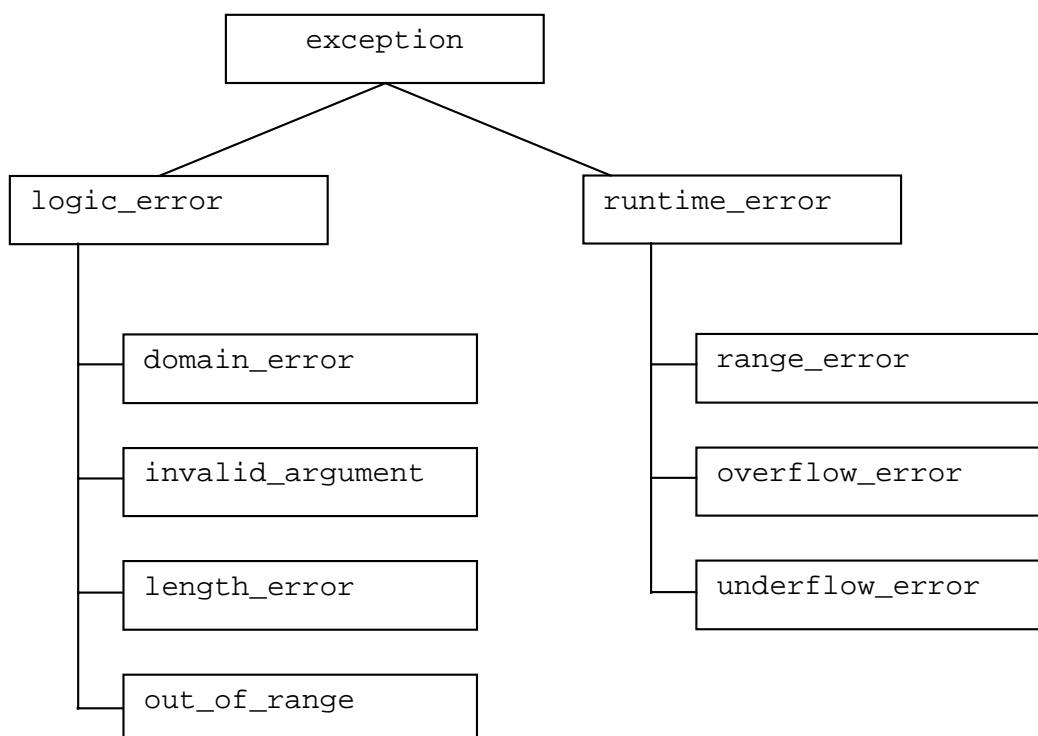 exception
logic_error
runtime_error
domain_error
range_error
invalid_argument
overflow_error
length_error
underflow_error
out_of_range